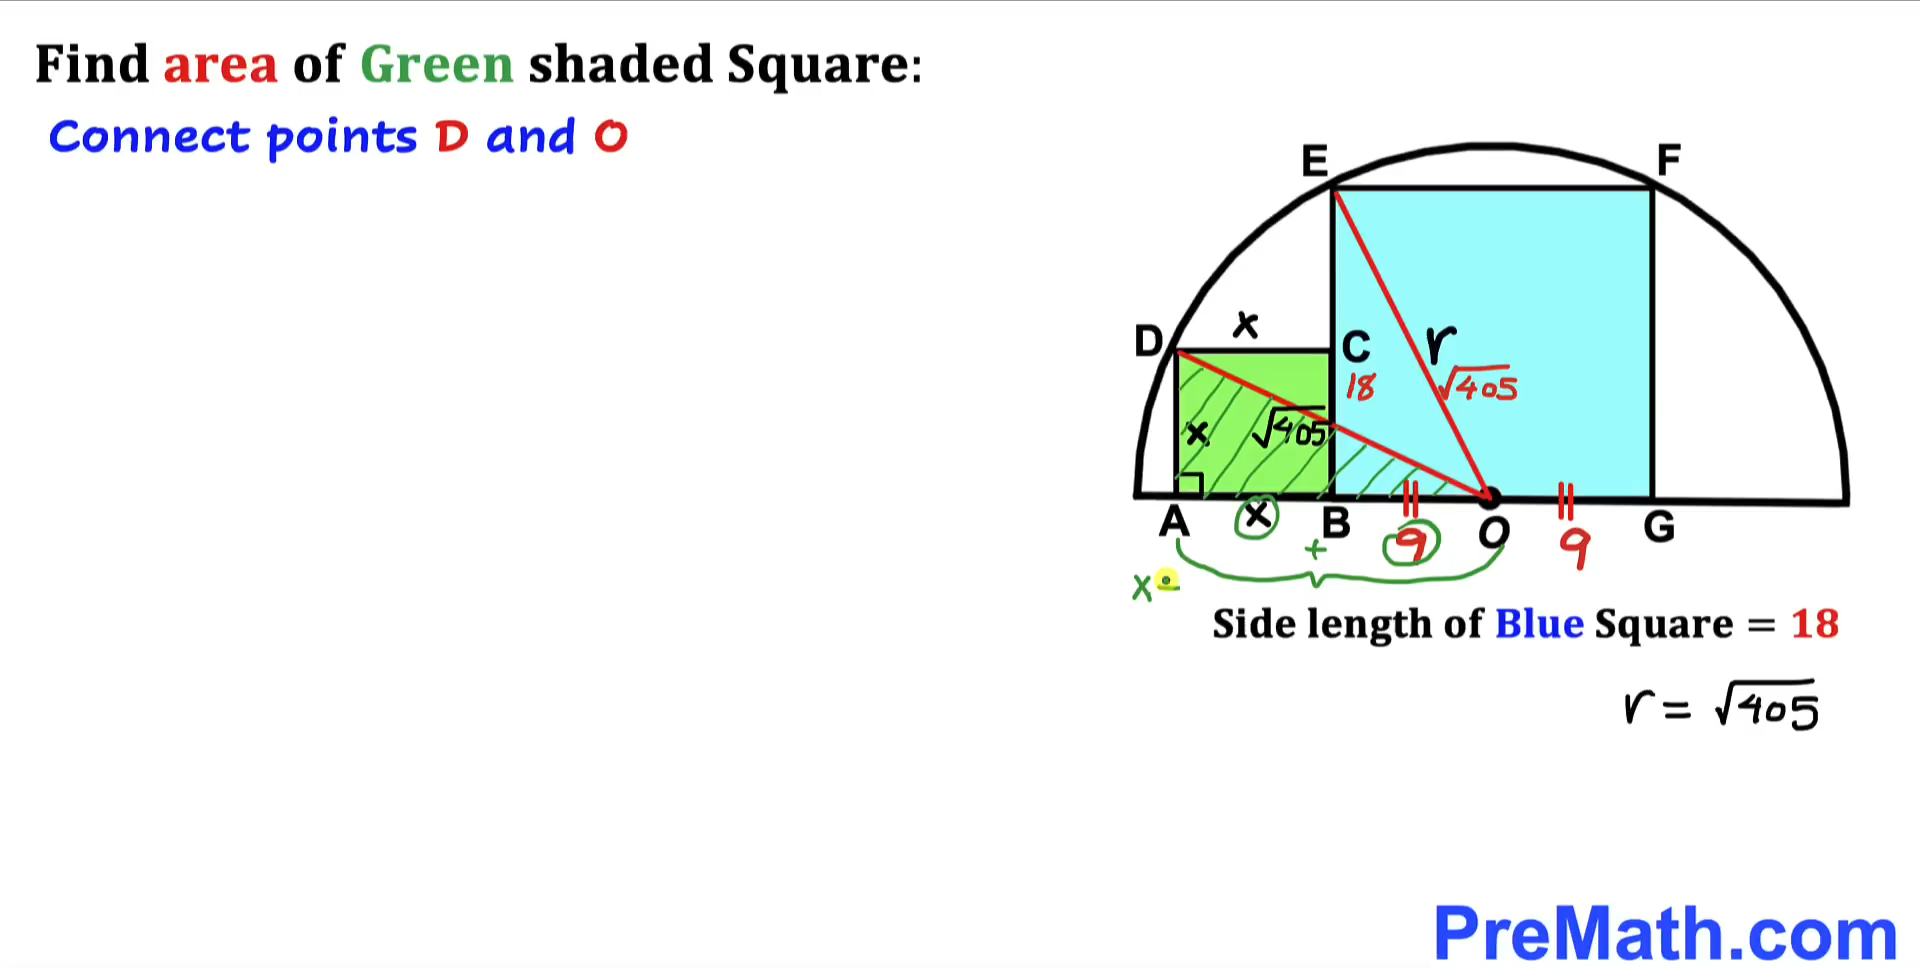 Find area of Green shaded Square:
Connect points D and O
E
F
D
x
C
r
18
√405
x
√405
A
x
B
O
G
+
9
9
x
Side length of Blue Square = 18
r = √405
PreMath.com